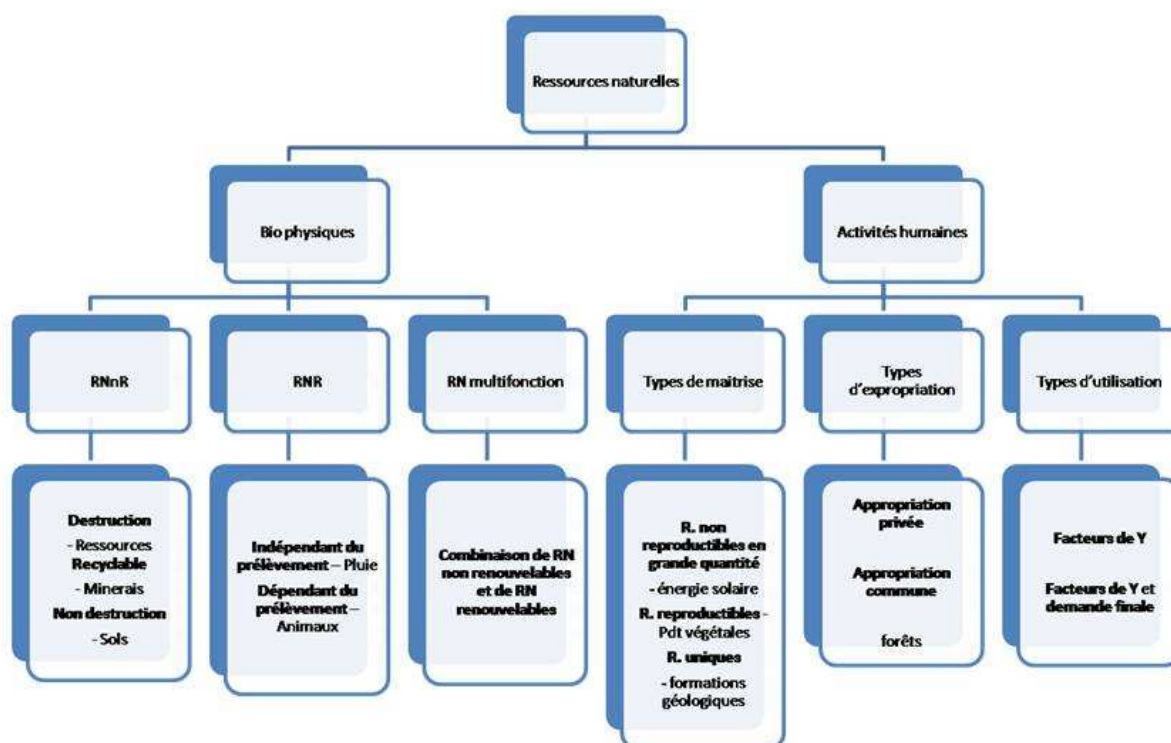 Ressources naturelles
Bio physiques
Activités humaines
RNnR
RNR
RN multifonction
Types de maitrise
Types
d'expropriation
Types d'utilisation
Destruction
- Ressources
Recyclable
- Minerais
Non destruction
- Sols
Indépendant du
prélèvement – Pluie
Dépendant du
prélèvement –
Animaux
Combinaison de RN
non renouvelables
et de RN
renouvelables
R. non
reproductibles en
grande quantité
- énergie solaire
R. reproductibles -
Pdt végétales
R. uniques
- formations
géologiques
Appropriation
privée
Appropriation
commune
forêts
Facteurs de Y
Facteurs de Y et
demande finale